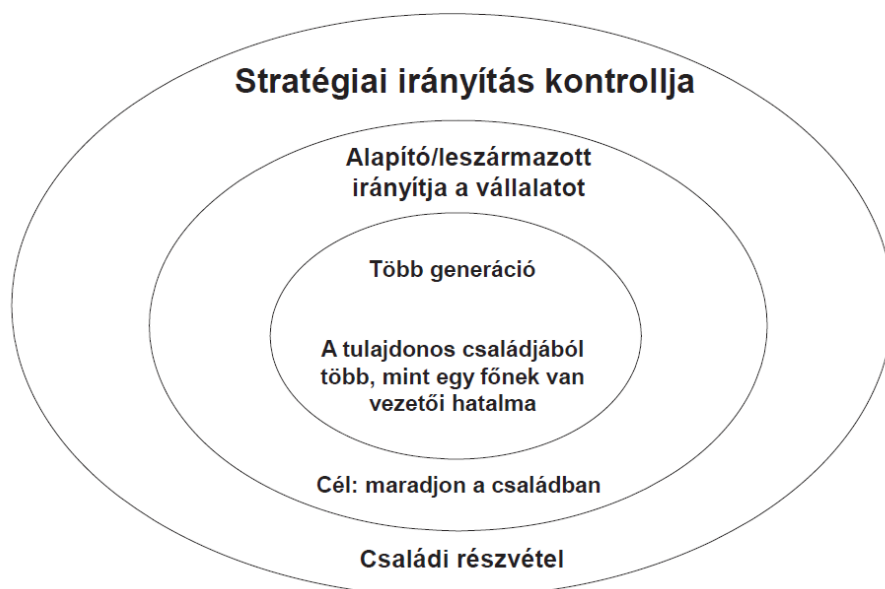 Stratégiai irányítás kontrollja
Alapító/leszármazott
irányítja a vállalatot
Több generáció
A tulajdonos családjából
több, mint egy főnek van
vezetői hatalma
Cél: maradjon a családban
Családi részvétel